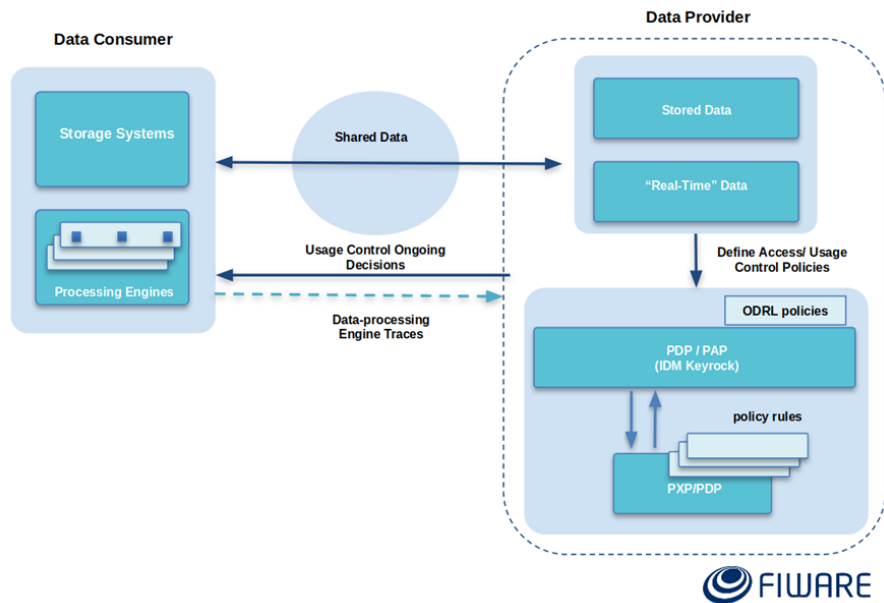 Data Provider
Data Consumer
Storage Systems
Processing Engines
Shared Data
Usage Control Ongoing
Decisions
Data-processing
Engine Traces
Stored Data
“Real-Time” Data
Define Access/ Usage
Control Policies
ODRL policies
PDP / PAP
(IDM Keyrock)
policy rules
PXP/PDP
FIWARE